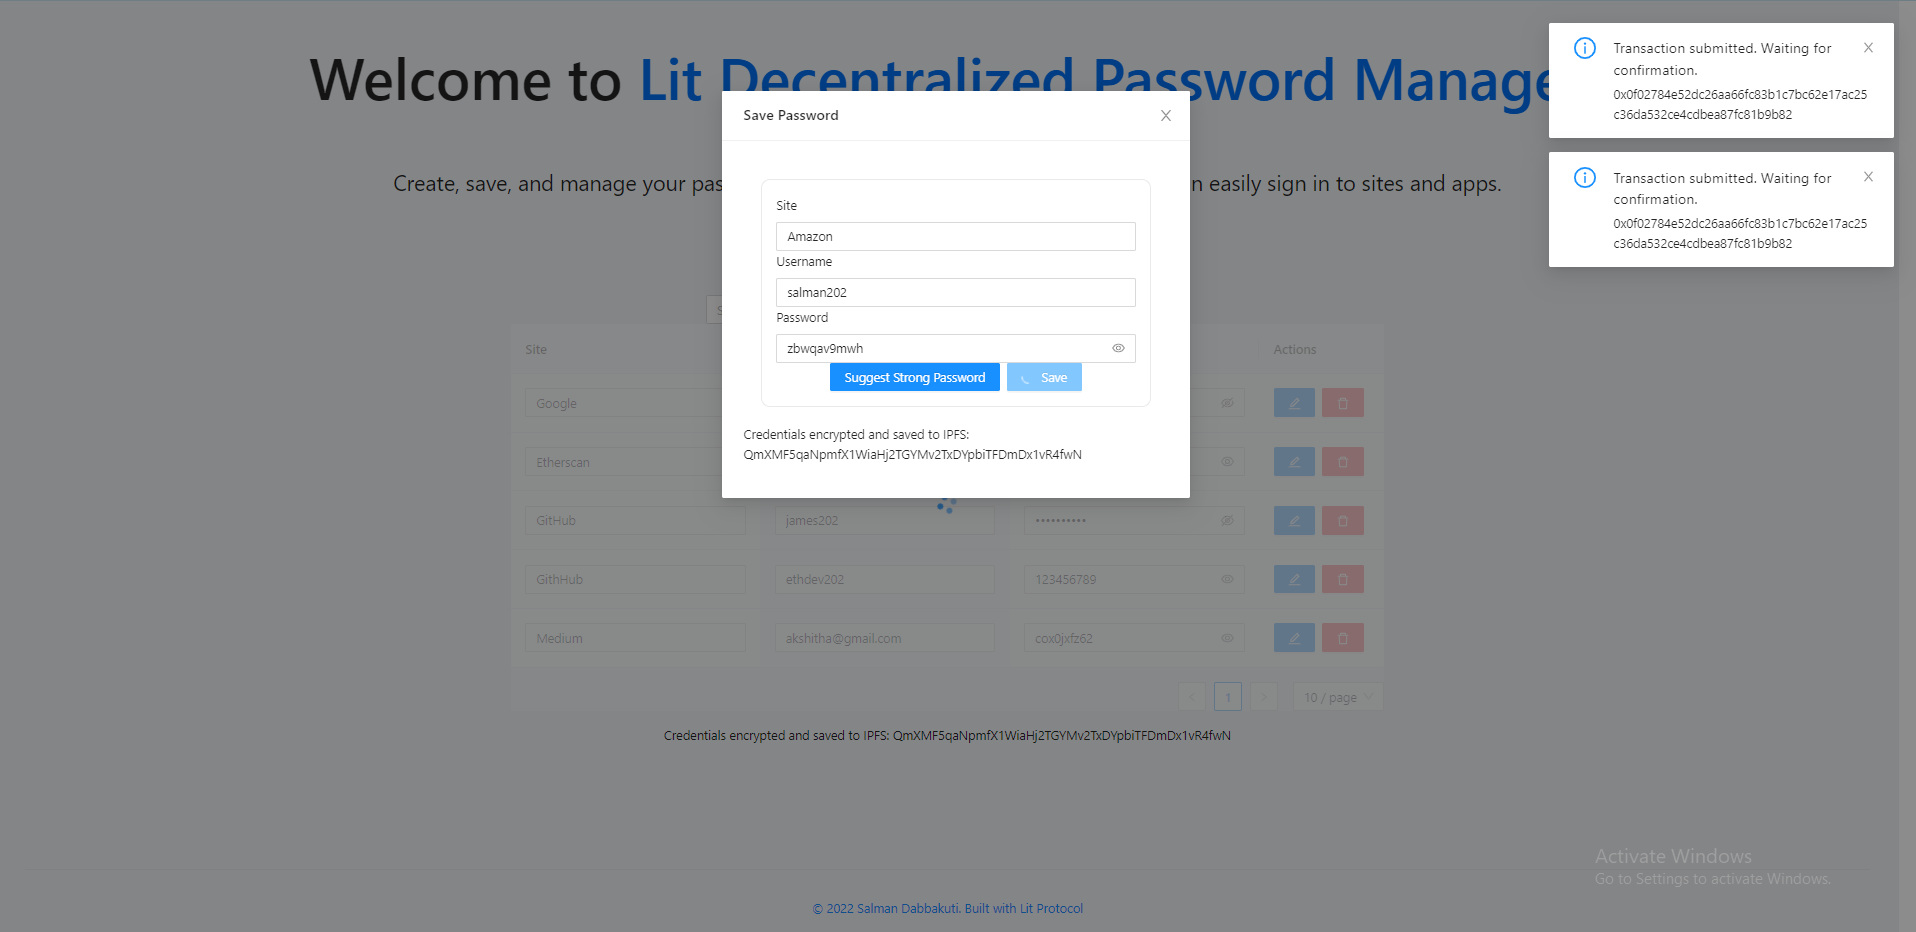 Welcome to Lit Decentralized Password Manage
Transaction submitted. Waiting for
confirmation.
0x0f02784e52dc26aa66fc83b1c7bc62e17ac25
c36da532ce4cdbea87fc81b9b82
Transaction submitted. Waiting for
confirmation.
0x0f02784e52dc26aa66fc83b1c7bc62e17ac25
c36da532ce4cdbea87fc81b9b82
Create, save, and manage your pas
n easily sign in to sites and apps.
Save Password
Site
Amazon
Username
salman202
Password
zbwqav9mwh
Suggest Strong Password
Save
Credentials encrypted and saved to IPFS:
QmXMF5qaNpmfX1WiaHj2TGYMv2TxDYpbiTFDmDx1vR4fwN
S
Site
Actions
Google
Etherscan
GitHub
james202
••••••••••
GithHub
ethdev202
123456789
Medium
akshitha@gmail.com
cox0jxfz62
< 1 > 10 / page
Credentials encrypted and saved to IPFS: QmXMF5qaNpmfX1WiaHj2TGYMv2TxDYpbiTFDmDx1vR4fwN
Activate Windows
Go to Settings to activate Windows.
© 2022 Salman Dabbakuti. Built with Lit Protocol